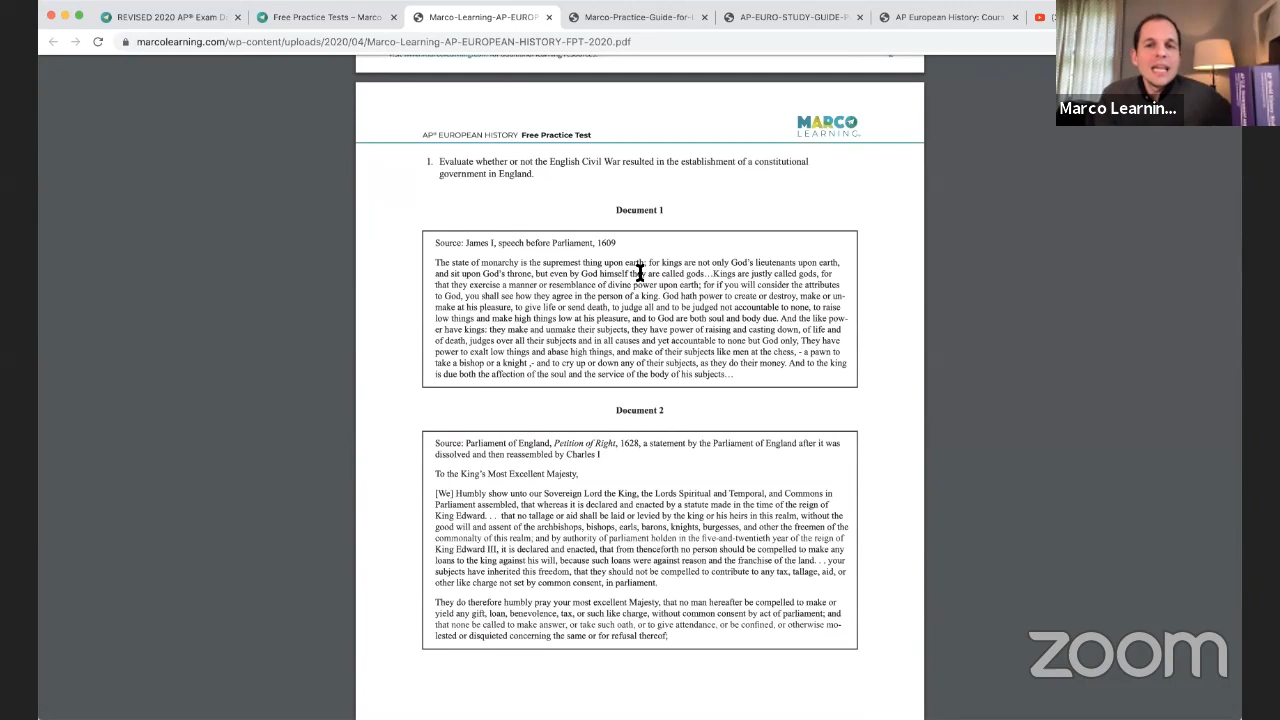 REVISED 2020 AP® Exam D
Free Practice Tests – Marco
Marco-Learning-AP-EUROP
Marco-Practice-Guide-for-
AP-EURO-STUDY-GUIDE-P
AP European History: Cours
marcolearning.com/wp-content/uploads/2020/04/Marco-Learning-AP-EUROPEAN-HISTORY-FPT-2020.pdf
Marco Learnin...
MARCO
LEARNING
AP® EUROPEAN HISTORY Free Practice Test
1. Evaluate whether or not the English Civil War resulted in the establishment of a constitutional
government in England.
Document 1
Source: James I, speech before Parliament, 1609
The state of monarchy is the supremest thing upon earth; for kings are not only God's lieutenants upon earth,
and sit upon God's throne, but even by God himself they are called gods…Kings are justly called gods, for
that they exercise a manner or resemblance of divine power upon earth; for if you will consider the attributes
to God, you shall see how they agree in the person of a king. God hath power to create or destroy, make or un-
make at his pleasure, to give life or send death, to judge all and to be judged not accountable to none, to raise
low things and make high things low at his pleasure, and to God are both soul and body due. And the like pow-
er have kings: they make and unmake their subjects, they have power of raising and casting down, of life and
of death, judges over all their subjects and in all causes and yet accountable to none but God only, They have
power to exalt low things and abase high things, and make of their subjects like men at the chess, - a pawn to
take a bishop or a knight ,- and to cry up or down any of their subjects, as they do their money. And to the king
is due both the affection of the soul and the service of the body of his subjects…
Document 2
Source: Parliament of England, Petition of Right, 1628, a statement by the Parliament of England after it was
dissolved and then reassembled by Charles I
To the King's Most Excellent Majesty,
[We] Humbly show unto our Sovereign Lord the King, the Lords Spiritual and Temporal, and Commons in
Parliament assembled, that whereas it is declared and enacted by a statute made in the time of the reign of
King Edward. . . that no tallage or aid shall be laid or levied by the king or his heirs in this realm, without the
good will and assent of the archbishops, bishops, earls, barons, knights, burgesses, and other the freemen of the
commonalty of this realm; and by authority of parliament holden in the five-and-twentieth year of the reign of
King Edward III, it is declared and enacted, that from thenceforth no person should be compelled to make any
loans to the king against his will, because such loans were against reason and the franchise of the land. . . your
subjects have inherited this freedom, that they should not be compelled to contribute to any tax, tallage, aid, or
other like charge not set by common consent, in parliament.
They do therefore humbly pray your most excellent Majesty, that no man hereafter be compelled to make or
yield any gift, loan, benevolence, tax, or such like charge, without common consent by act of parliament; and
that none be called to make answer, or take such oath, or to give attendance, or be confined, or otherwise mo-
lested or disquieted concerning the same or for refusal thereof;
zoom